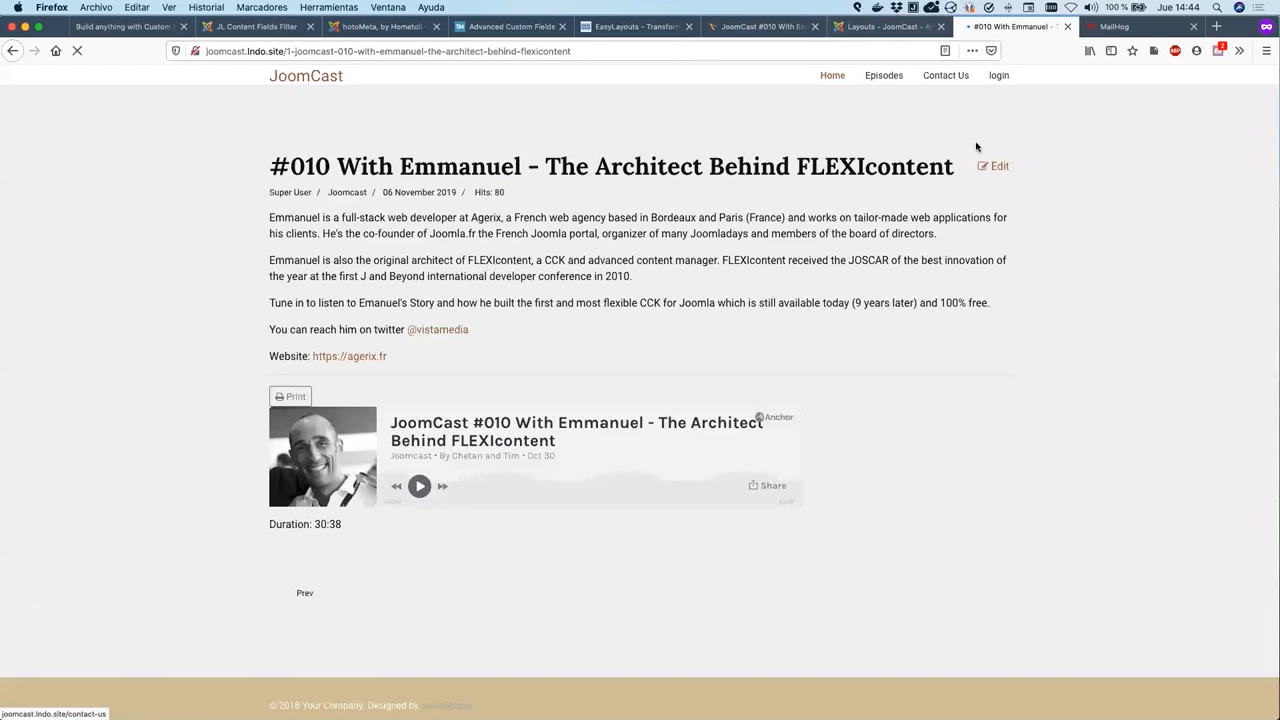 Firefox Archivo Editar Ver Historial Marcadores Herramientas Ventana Ayuda 100 % Jue 14:44
Build anything with Custom F JL Content Fields Filter hotoMeta, by Hometoll - Advanced Custom Fields EasyLayouts - Transform JoomCast #010 With Em Layouts - JoomCast - A #010 With Emmanuel - T MailHog
joomcast.lndo.site/1-joomcast-010-with-emmanuel-the-architect-behind-flexicontent
2
JoomCast Home Episodes Contact Us login
#010 With Emmanuel - The Architect Behind FLEXIcontent Edit
Super User / Joomcast / 06 November 2019 / Hits: 80
Emmanuel is a full-stack web developer at Agerix, a French web agency based in Bordeaux and Paris (France) and works on tailor-made web applications for
his clients. He's the co-founder of Joomla.fr the French Joomla portal, organizer of many Joomladays and members of the board of directors.
Emmanuel is also the original architect of FLEXIcontent, a CCK and advanced content manager. FLEXIcontent received the JOSCAR of the best innovation of
the year at the first J and Beyond international developer conference in 2010.
Tune in to listen to Emanuel's Story and how he built the first and most flexible CCK for Joomla which is still available today (9 years later) and 100% free.
You can reach him on twitter @vistamedia
Website: https://agerix.fr
Print
JoomCast #010 With Emmanuel - The Architect Anchor
Behind FLEXIcontent
Joomcast • By Chetan and Tim • Oct 30
Share
Duration: 30:38
Prev
© 2018 Your Company. Designed by
joomcast.lndo.site/contact-us